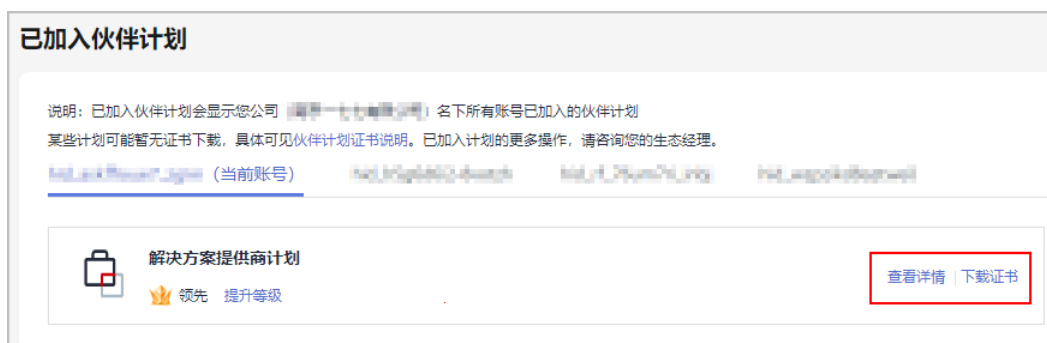 已加入伙伴计划
说明：已加入伙伴计划会显示您公司（）名下所有账号已加入的伙伴计划
某些计划可能暂无证书下载，具体可见伙伴计划证书说明。已加入计划的更多操作，请咨询您的生态经理。
（当前账号）
解决方案提供商计划
领先 提升等级
查看详情 | 下载证书